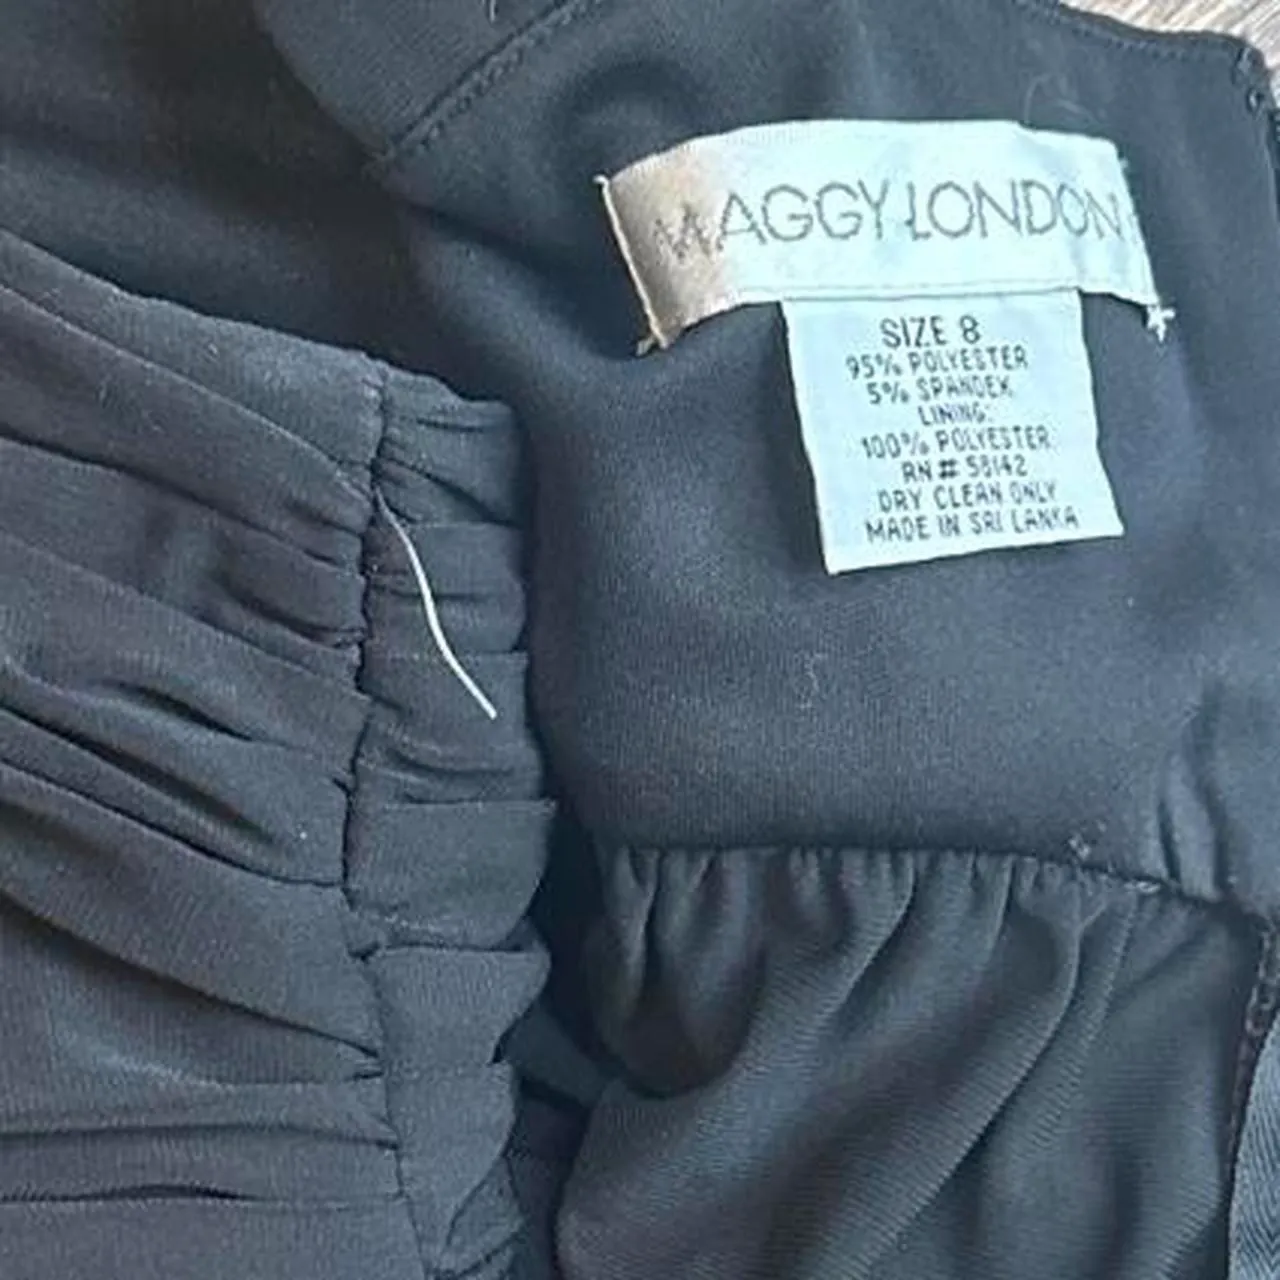 MAGGY LONDON
SIZE 8
95% POLYESTER
5% SPANDEX
LINING:
100% POLYESTER
RN# 58142
DRY CLEAN ONLY
MADE IN SRI LANKA